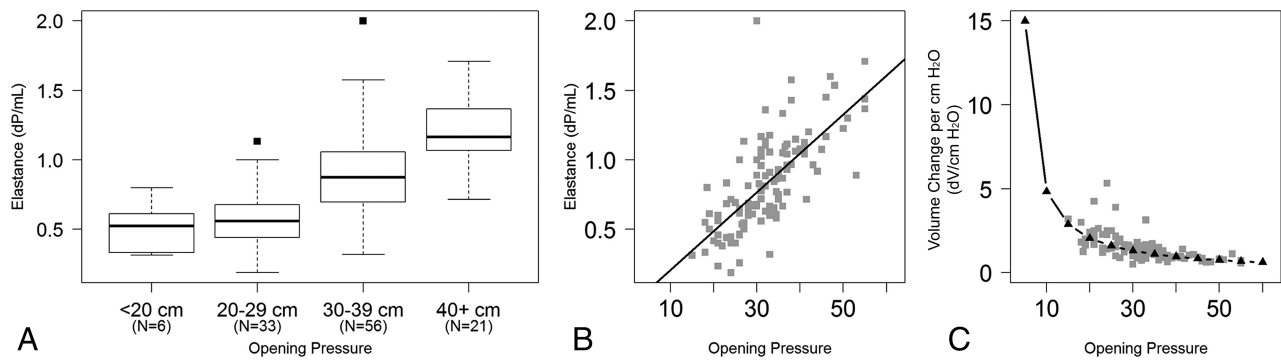 2.0
1.5
1.0
0.5
Elastance (dP/mL)
<20 cm
(N=6)
20-29 cm
(N=33)
30-39 cm
(N=56)
40+ cm
(N=21)
Opening Pressure
A
2.0
1.5
1.0
0.5
Elastance (dP/mL)
10 30 50
Opening Pressure
B
15
10
5
0
Volume Change per cm H₂O
(dV/cm H₂O)
10 30 50
Opening Pressure
C